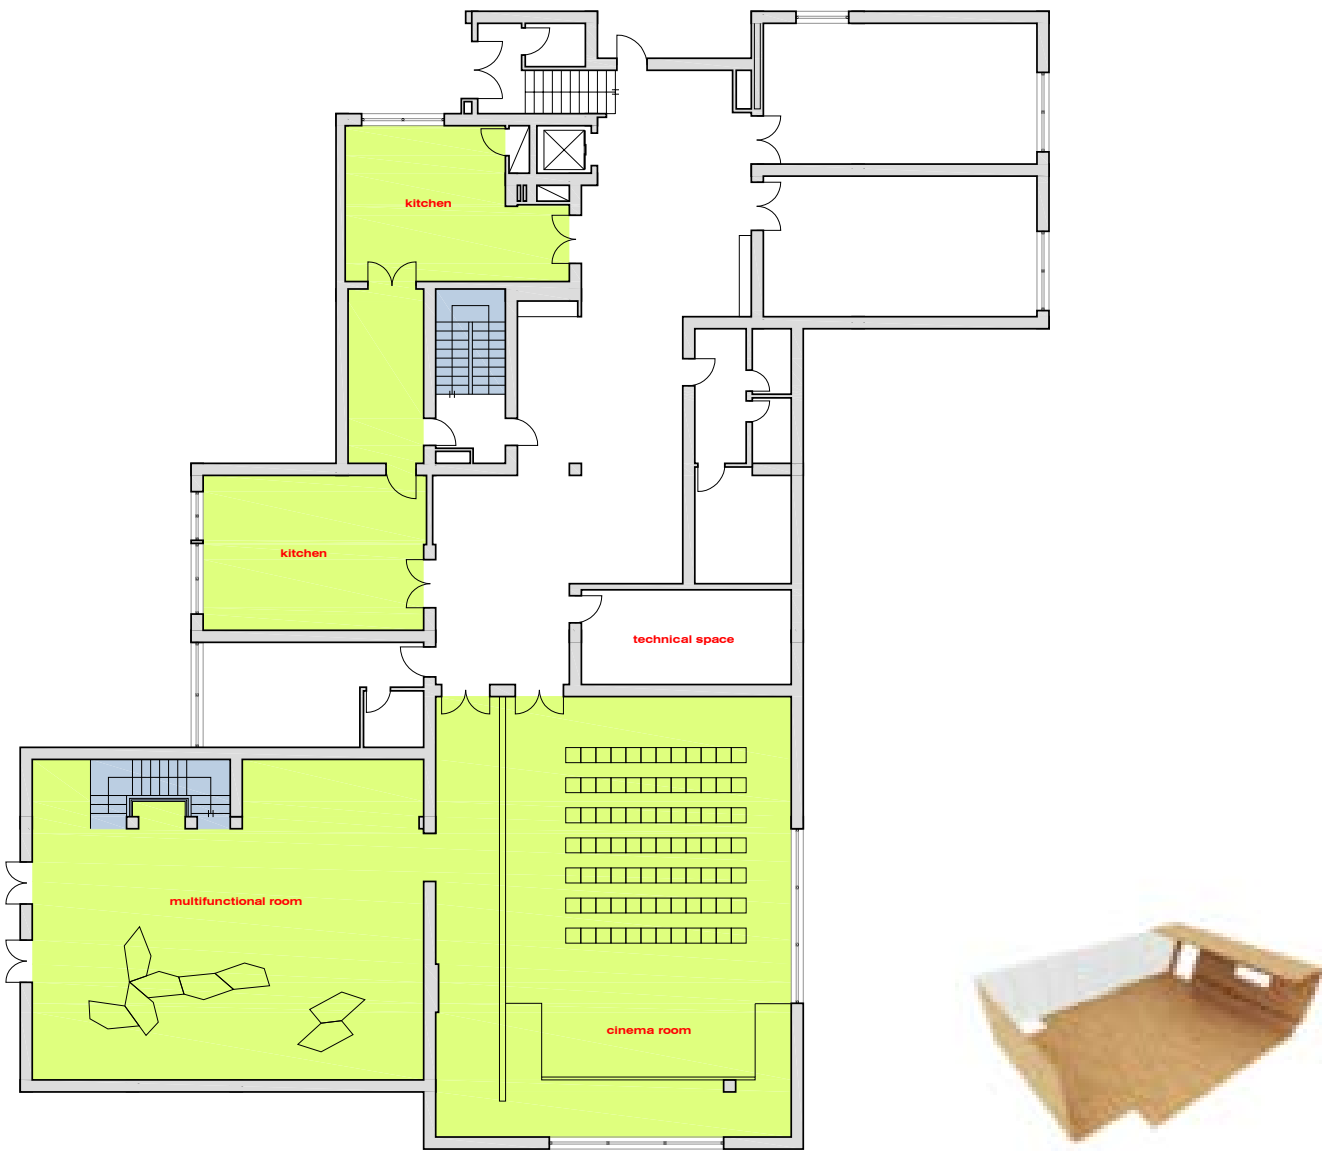 kitchen
kitchen
technical space
multifunctional room
cinema room